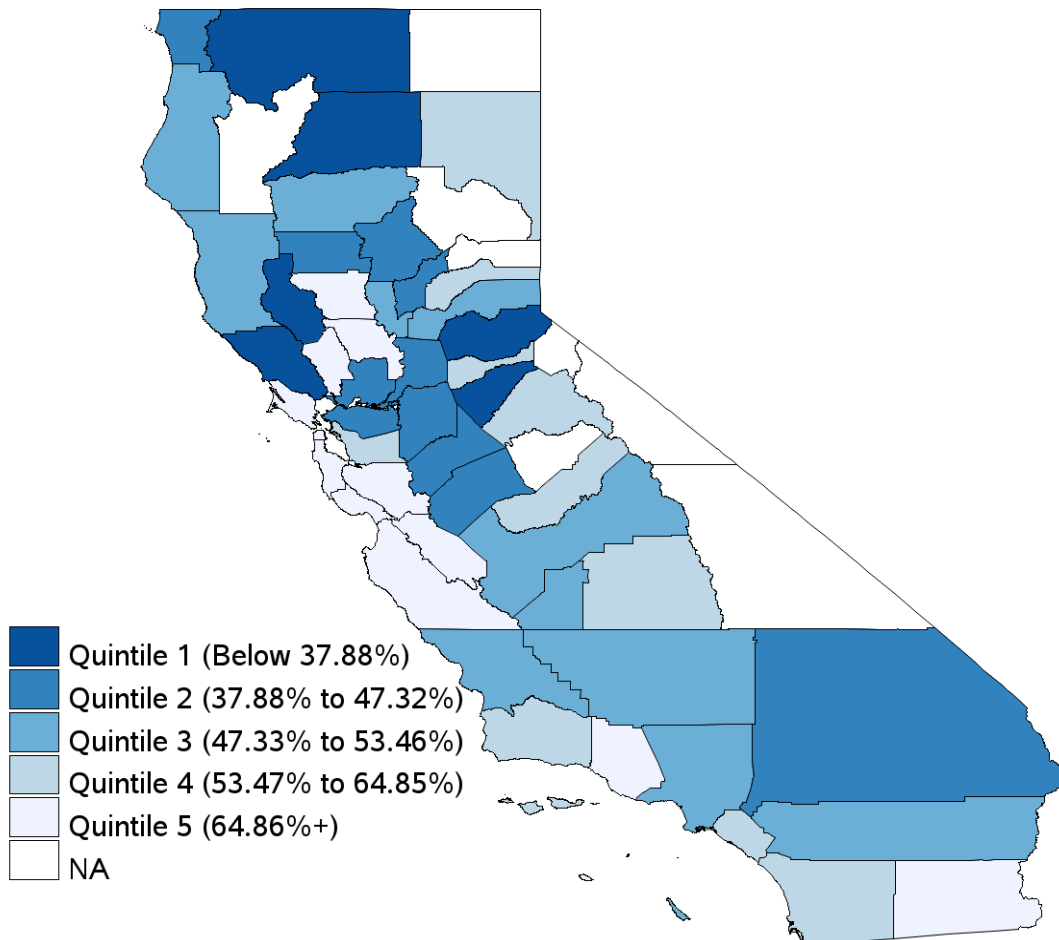 Quintile 1 (Below 37.88%)
Quintile 2 (37.88% to 47.32%)
Quintile 3 (47.33% to 53.46%)
Quintile 4 (53.47% to 64.85%)
Quintile 5 (64.86%+)
NA